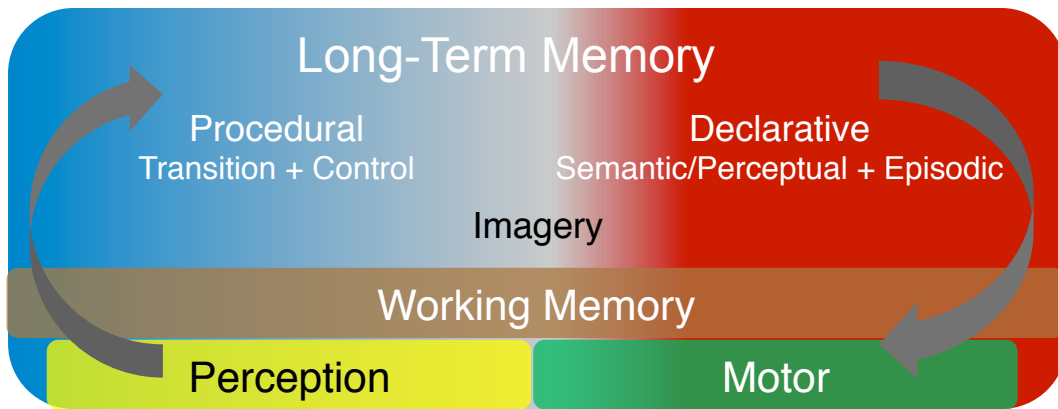 Long-Term Memory
Procedural
Transition + Control
Declarative
Semantic/Perceptual + Episodic
Imagery
Working Memory
Perception
Motor